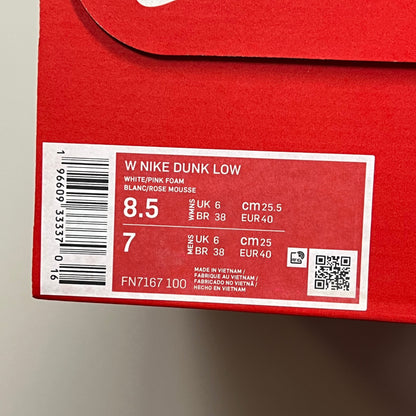 W NIKE DUNK LOW
WHITE/PINK FOAM
BLANC/ROSE MOUSSE
8.5 WMNS UK 6 cm 25.5
BR 38 EUR 40
7 MENS UK 6 cm 25
BR 38 EUR 40
MADE IN VIETNAM /
FABRIQUÉ AU VIETNAM /
FABRICADO NO VIETNÃ /
HECHO EN VIETNAM
FN7167 100
1 96609 33337 0 16